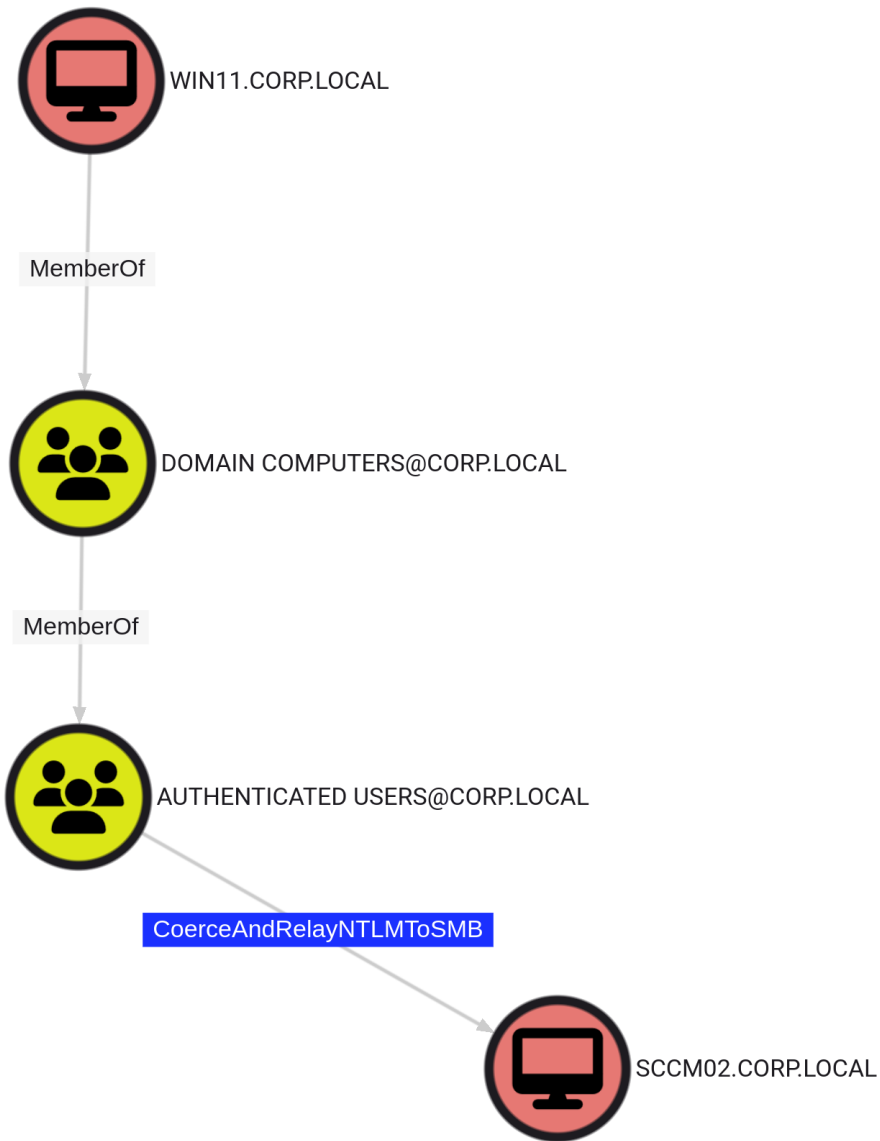 WIN11.CORP.LOCAL
MemberOf
DOMAIN COMPUTERS@CORP.LOCAL
MemberOf
AUTHENTICATED USERS@CORP.LOCAL
CoerceAndRelayNTLMToSMB
SCCM02.CORP.LOCAL